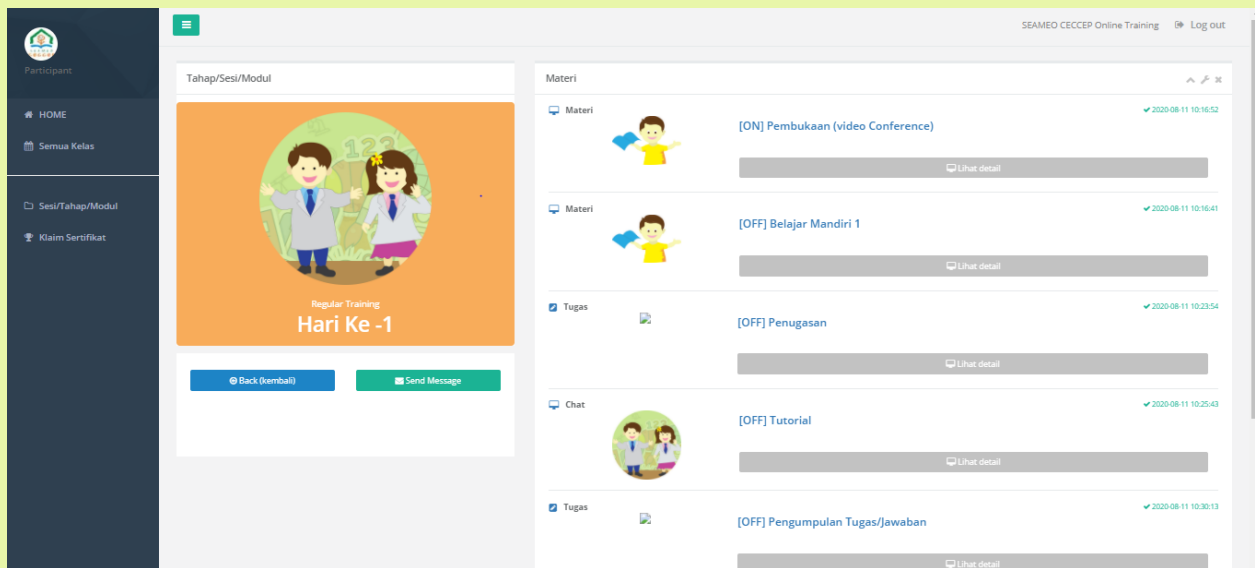 Participant
HOME
Semua Kelas
Sesi/Tahap/Modul
Klaim Sertifikat
SEAMEO CECCEP Online Training
Log out
Tahap/Sesi/Modul
123
Regular Training
Hari Ke -1
Back (kembali)
Send Message
Materi
Materi
2020-08-11 10:16:52
[ON] Pembukaan (video Conference)
Lihat detail
Materi
2020-08-11 10:16:41
[OFF] Belajar Mandiri 1
Lihat detail
Tugas
2020-08-11 10:23:54
[OFF] Penugasan
Lihat detail
Chat
2020-08-11 10:25:43
[OFF] Tutorial
Lihat detail
Tugas
2020-08-11 10:30:13
[OFF] Pengumpulan Tugas/Jawaban
Lihat detail